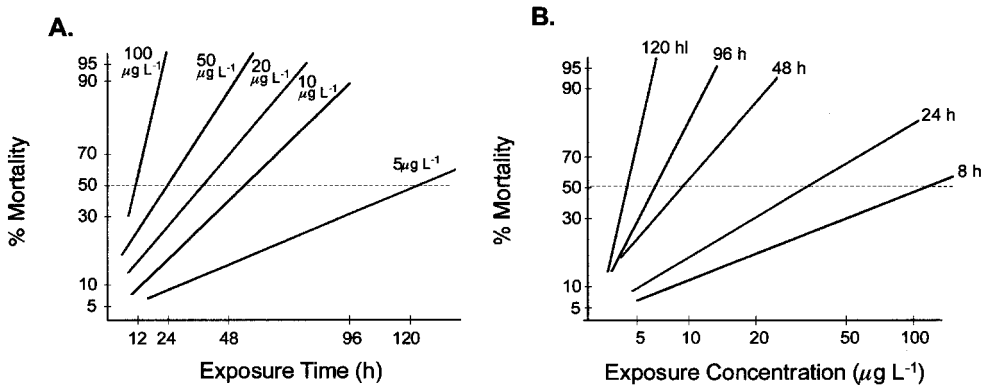 A.
100
µg L-1
50
µg L-1
20
µg L-1
10
µg L-1
5µg L-1
95
90
70
50
30
10
5
% Mortality
12 24 48 96 120
Exposure Time (h)
B.
120 hl
96 h
48 h
24 h
8 h
95
90
70
50
30
10
5
% Mortality
5 10 20 50 100
Exposure Concentration (µg L-1)